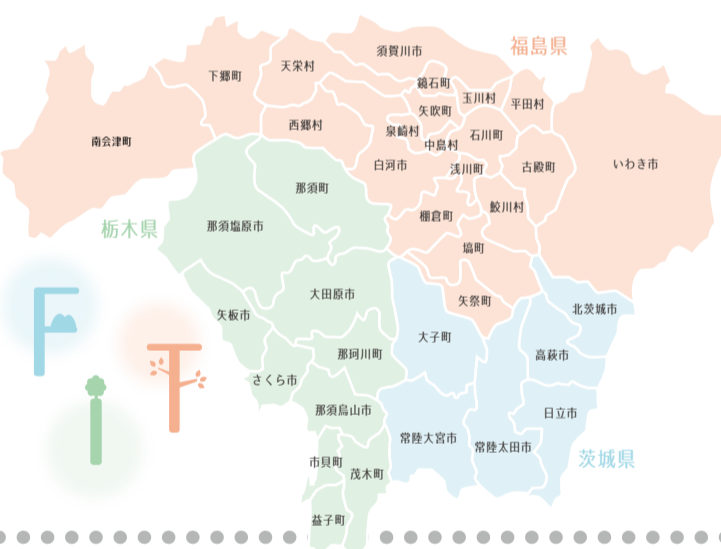 福島県
須賀川市
下郷町
天栄村
鏡石町
玉川村
平田村
矢吹町
西郷村
泉崎村
石川町
南会津町
中島村
いわき市
白河市
浅川町
古殿町
那須町
鮫川村
棚倉町
栃木県
那須塩原市
塙町
大田原市
矢祭町
北茨城市
矢板市
大子町
那珂川町
高萩市
さくら市
那須烏山市
日立市
常陸大宮市
常陸太田市
茨城県
市貝町
茂木町
益子町
F
T
i